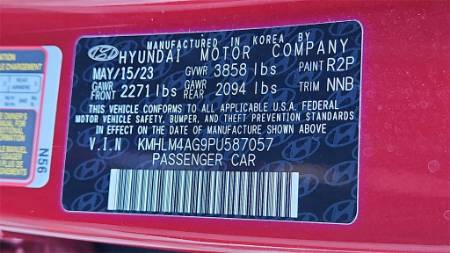 MANUFACTURED IN KOREA BY
HYUNDAI MOTOR COMPANY
MAY/15/23 GVWR 3858 lbs PAINT R2P
GAWR FRT 2271 lbs GAWR REAR 2094 lbs TRIM NNB
THIS VEHICLE CONFORMS TO ALL APPLICABLE U.S.A. FEDERAL
MOTOR VEHICLE SAFETY, BUMPER, AND THEFT PREVENTION STANDARDS
IN EFFECT ON THE DATE OF MANUFACTURE SHOWN ABOVE.
V.I.N KMHLM4AG9PU587057
PASSENGER CAR
N56